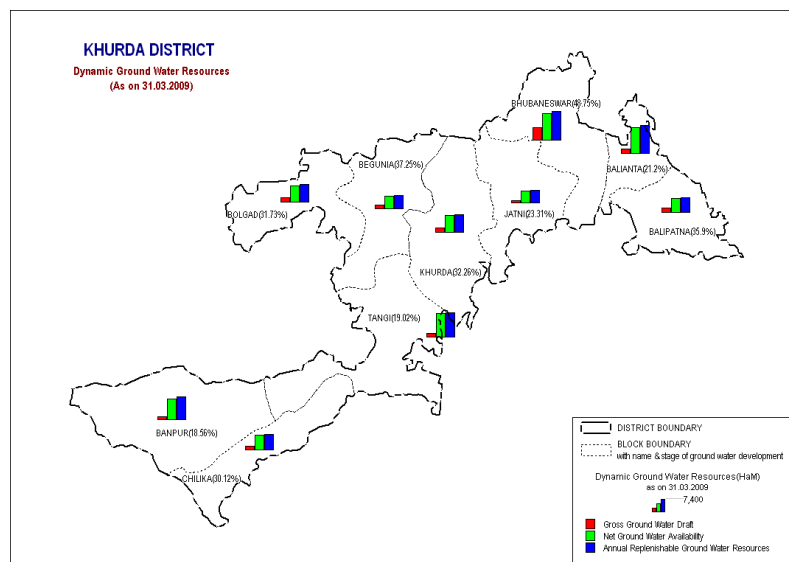 KHURDA DISTRICT
Dynamic Ground Water Resources
(As on 31.03.2009)
BHUBANESWAR(48.75%)
BEGUNIA(37.25%)
BALIANTA(21.2%)
BOLGAD(31.73%)
JATNI(23.31%)
BALIPATNA(35.9%)
KHURDA(32.26%)
TANGI(19.02%)
BANPUR(18.56%)
CHILIKA(30.12%)
DISTRICT BOUNDARY
BLOCK BOUNDARY
with name & stage of ground water development
Dynamic Ground Water Resources(HaM)
as on 31.03.2009
7,400
Gross Ground Water Draft
Net Ground Water Availability
Annual Replenishable Ground Water Resources